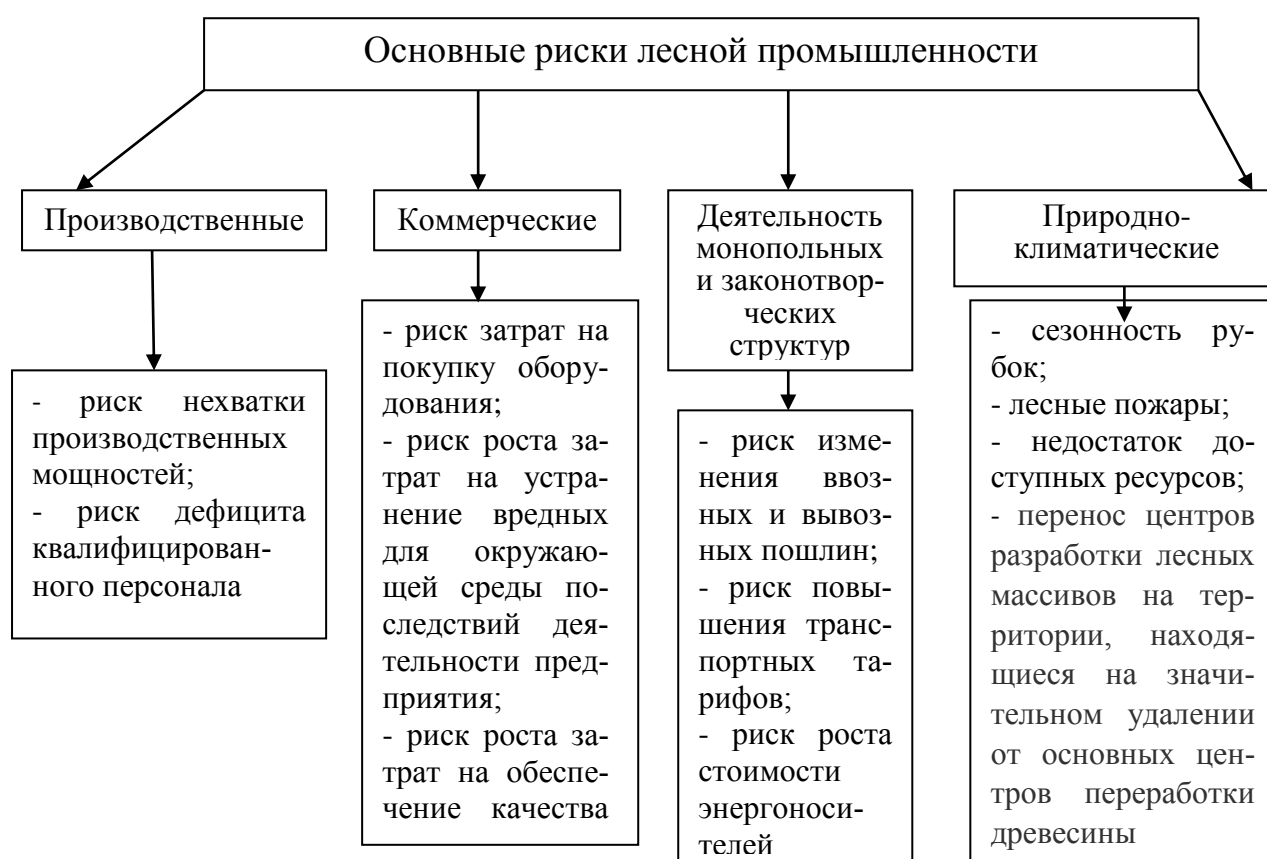 Основные риски лесной промышленности
Производственные
- риск нехватки
производственных
мощностей;
- риск дефицита
квалифицирован-
ного персонала
Коммерческие
- риск затрат на
покупку обору-
дования;
- риск роста за-
трат на устра-
нение вредных
для окружаю-
щей среды по-
следствий дея-
тельности пред-
приятия;
- риск роста за-
трат на обеспе-
чение качества
Деятельность
монопольных
и законотвор-
ческих
структур
- риск изме-
нения ввоз-
ных и вывоз-
ных пошлин;
- риск повы-
шения транс-
портных та-
рифов;
- риск роста
стоимости
энергоноси-
телей
Природно-
климатические
- сезонность ру-
бок;
- лесные пожары;
- недостаток до-
ступных ресурсов;
- перенос центров
разработки лесных
массивов на тер-
ритории, находя-
щиеся на значи-
тельном удалении
от основных цен-
тров переработки
древесины